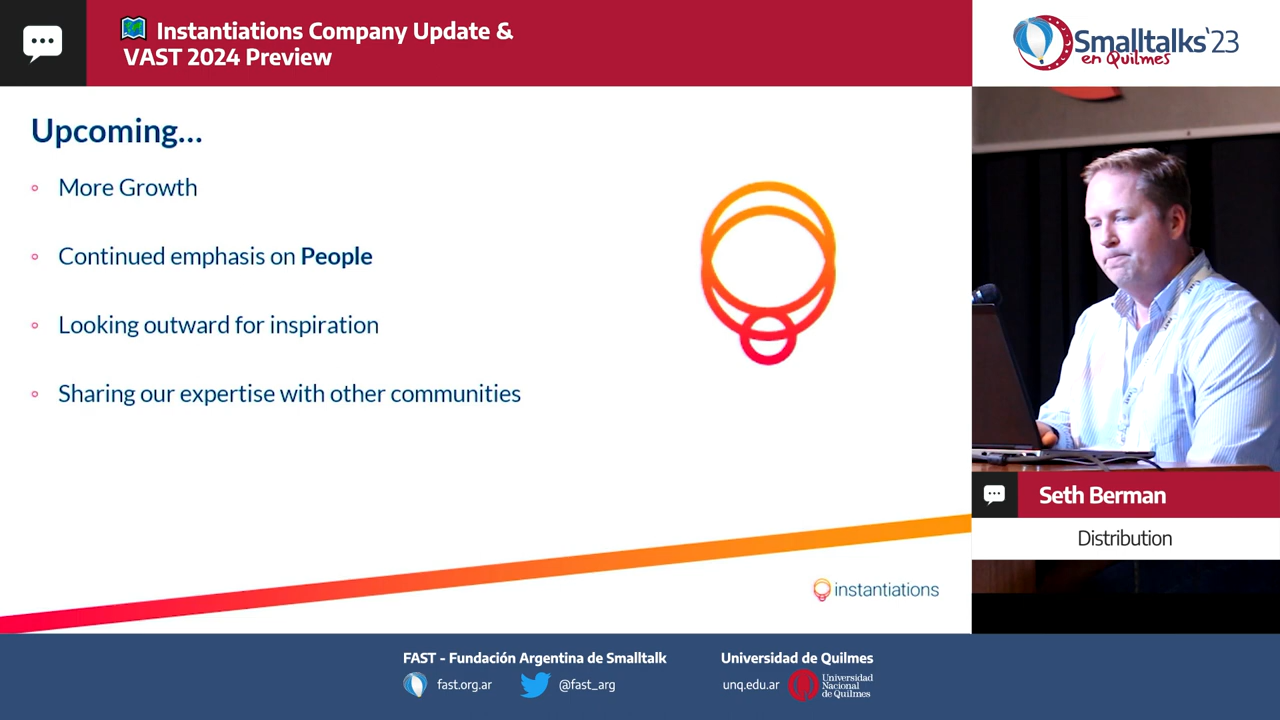 Instantiations Company Update &
VAST 2024 Preview
Smalltalks'23
en Quilmes
Upcoming...
More Growth
Continued emphasis on People
Looking outward for inspiration
Sharing our expertise with other communities
instantiations
Seth Berman
Distribution
FAST - Fundación Argentina de Smalltalk
fast.org.ar
@fast_arg
Universidad de Quilmes
unq.edu.ar
Universidad
Nacional
de Quilmes